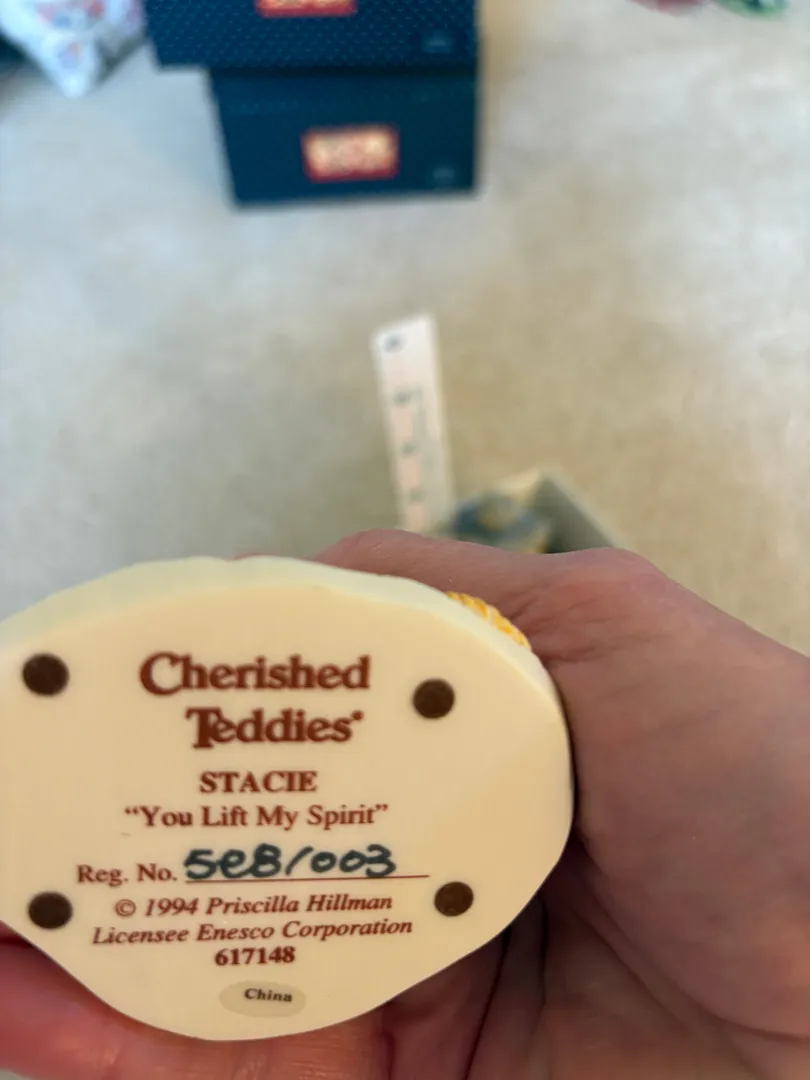 Cherished
Teddies®
STACIE
“You Lift My Spirit”
Reg. No. 5e8/003
© 1994 Priscilla Hillman
Licensee Enesco Corporation
617148
China